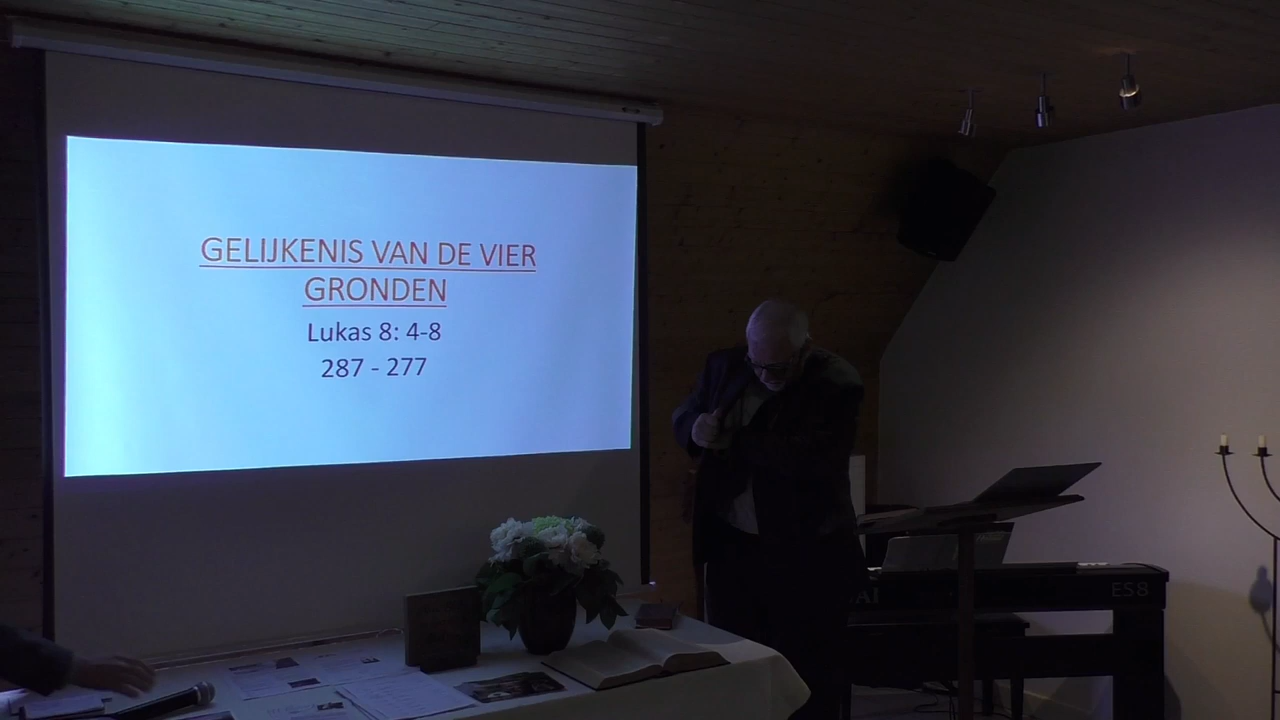 GELIJKENIS VAN DE VIER
GRONDEN
Lukas 8: 4-8
287 - 277
ES8